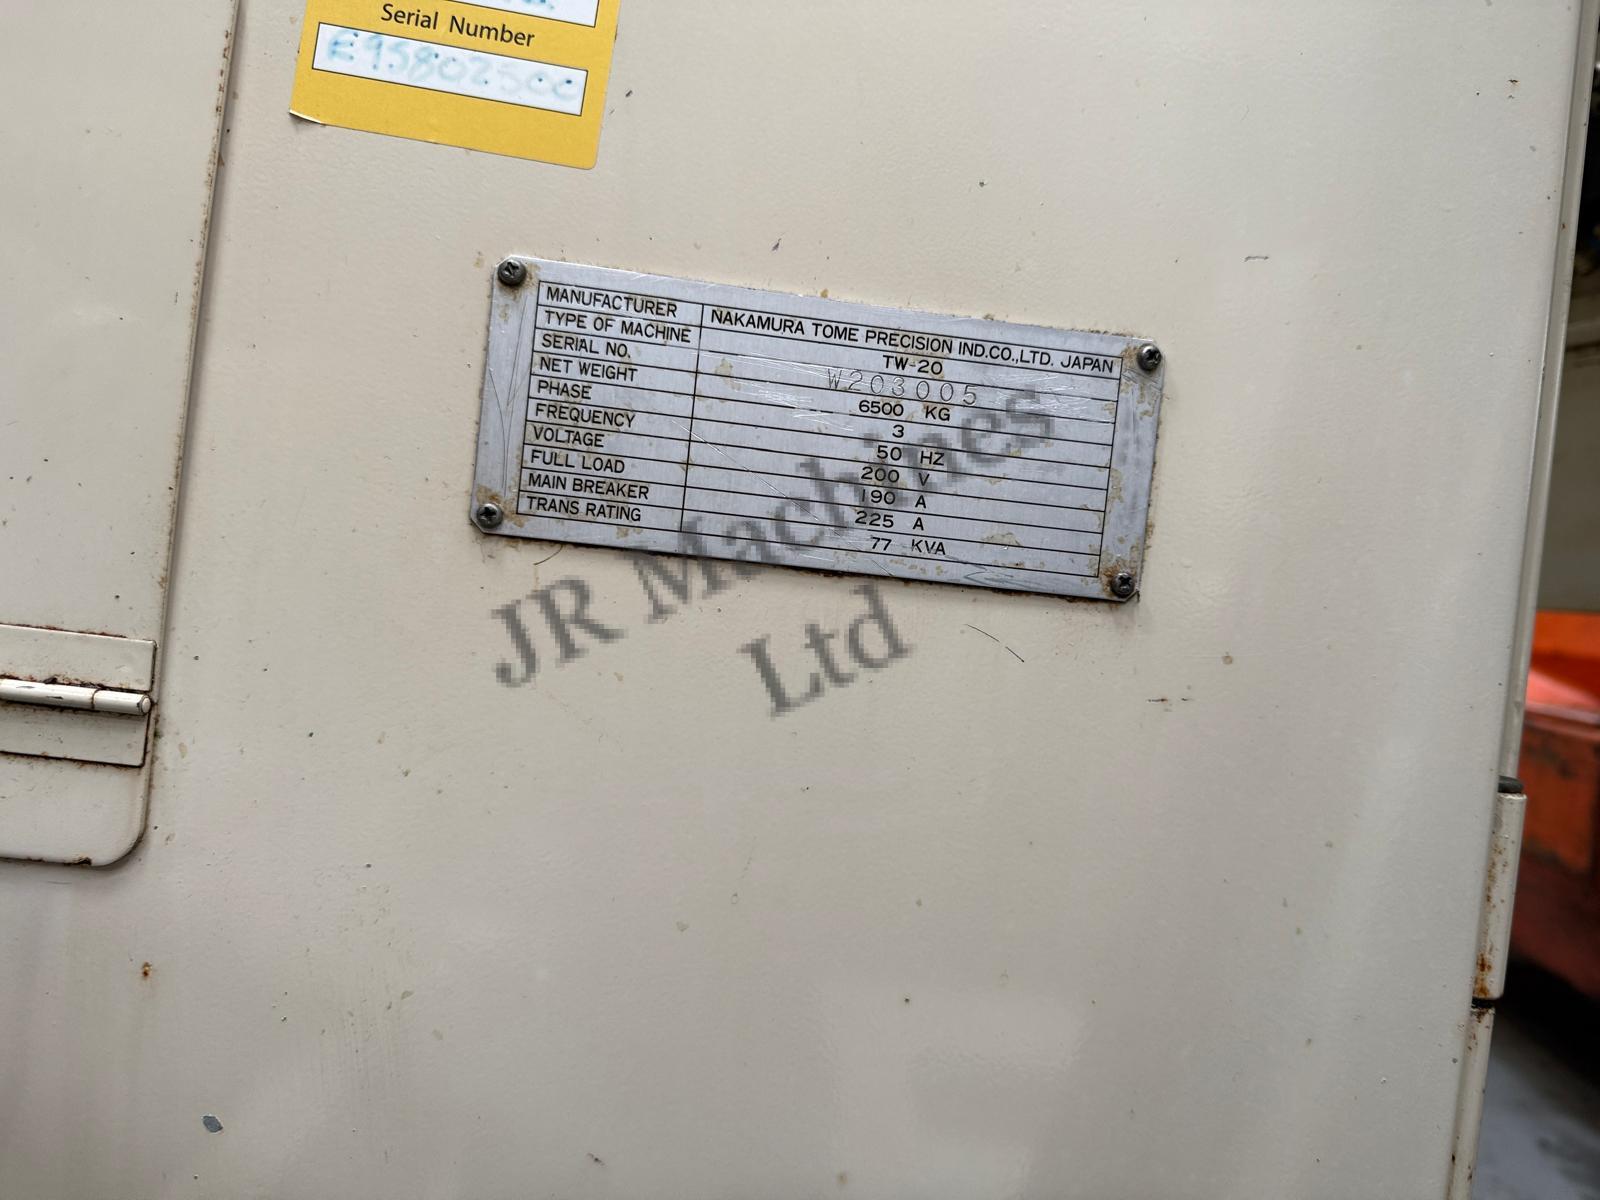 Serial Number
E95802500
MANUFACTURER NAKAMURA TOME PRECISION IND.CO.,LTD. JAPAN
TYPE OF MACHINE TW-20
SERIAL NO. W203005
NET WEIGHT 6500 KG
PHASE 3
FREQUENCY 50 HZ
VOLTAGE 200 V
FULL LOAD 190 A
MAIN BREAKER 225 A
TRANS RATING 77 KVA
JR Machines
Ltd